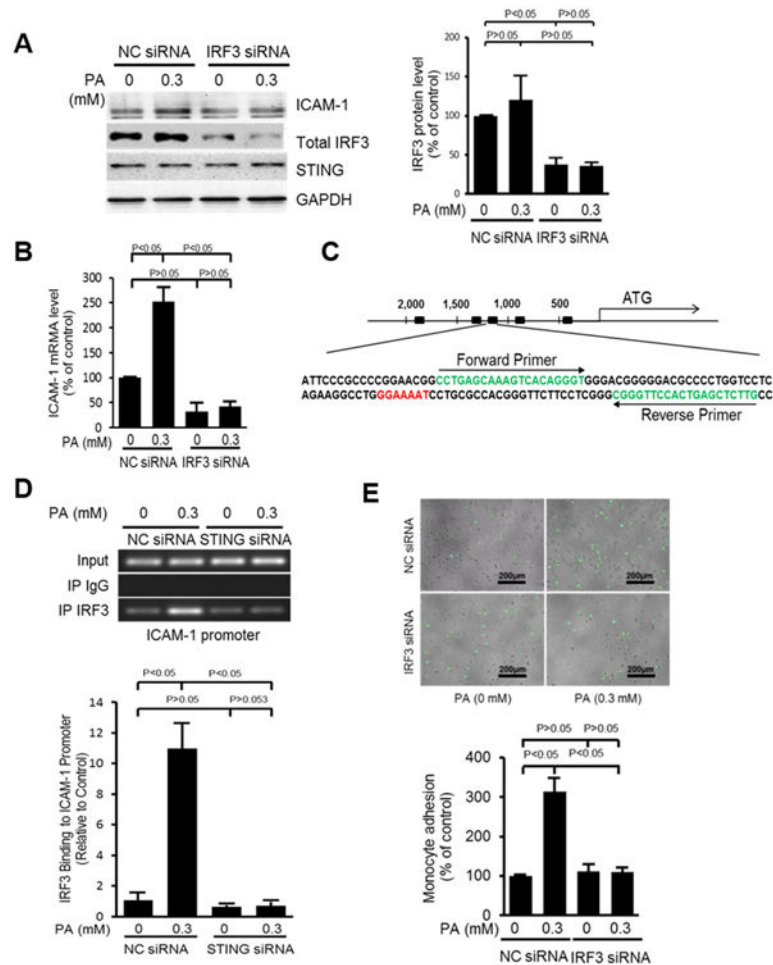 A
NC siRNA IRF3 siRNA
PA (mM) 0 0.3 0 0.3
ICAM-1
Total IRF3
STING
GAPDH
P<0.05 P>0.05
P>0.05 P>0.05
IRF3 protein level
(% of control)
200
150
100
50
0
0 0.3 0 0.3
PA (mM)
NC siRNA IRF3 siRNA
B
P<0.05 P<0.05
P>0.05 P>0.05
ICAM-1 mRMA level
(% of control)
300
250
200
150
100
50
0
PA (mM) 0 0.3 0 0.3
NC siRNA IRF3 siRNA
C
2,000 1,500 1,000 500 ATG
Forward Primer
ATTCCCGCCCCGGAACGGCCTGAGCAAAGTCACAGGGTGGGACGGGGGACGCCCCTGGTCCTC
AGAAGGCCTGGGAAAATCCTGCGCCACGGGTTCTTCCTCGGGCGGGTTCCACTGAGCTCTTGCC
Reverse Primer
D
PA (mM) 0 0.3 0 0.3
NC siRNA STING siRNA
Input
IP IgG
IP IRF3
ICAM-1 promoter
P<0.05 P<0.05
P>0.05 P>0.053
IRF3 Binding to ICAM-1 Promoter
(Relative to Control)
14
12
10
8
6
4
2
0
PA (mM) 0 0.3 0 0.3
NC siRNA STING siRNA
E
NC siRNA
200μm 200μm
IRF3 siRNA
200μm 200μm
PA (0 mM) PA (0.3 mM)
P>0.05 P>0.05
P<0.05 P<0.05
Monocyte adhesion
(% of control)
400
300
200
100
0
PA (mM) 0 0.3 0 0.3
NC siRNA IRF3 siRNA